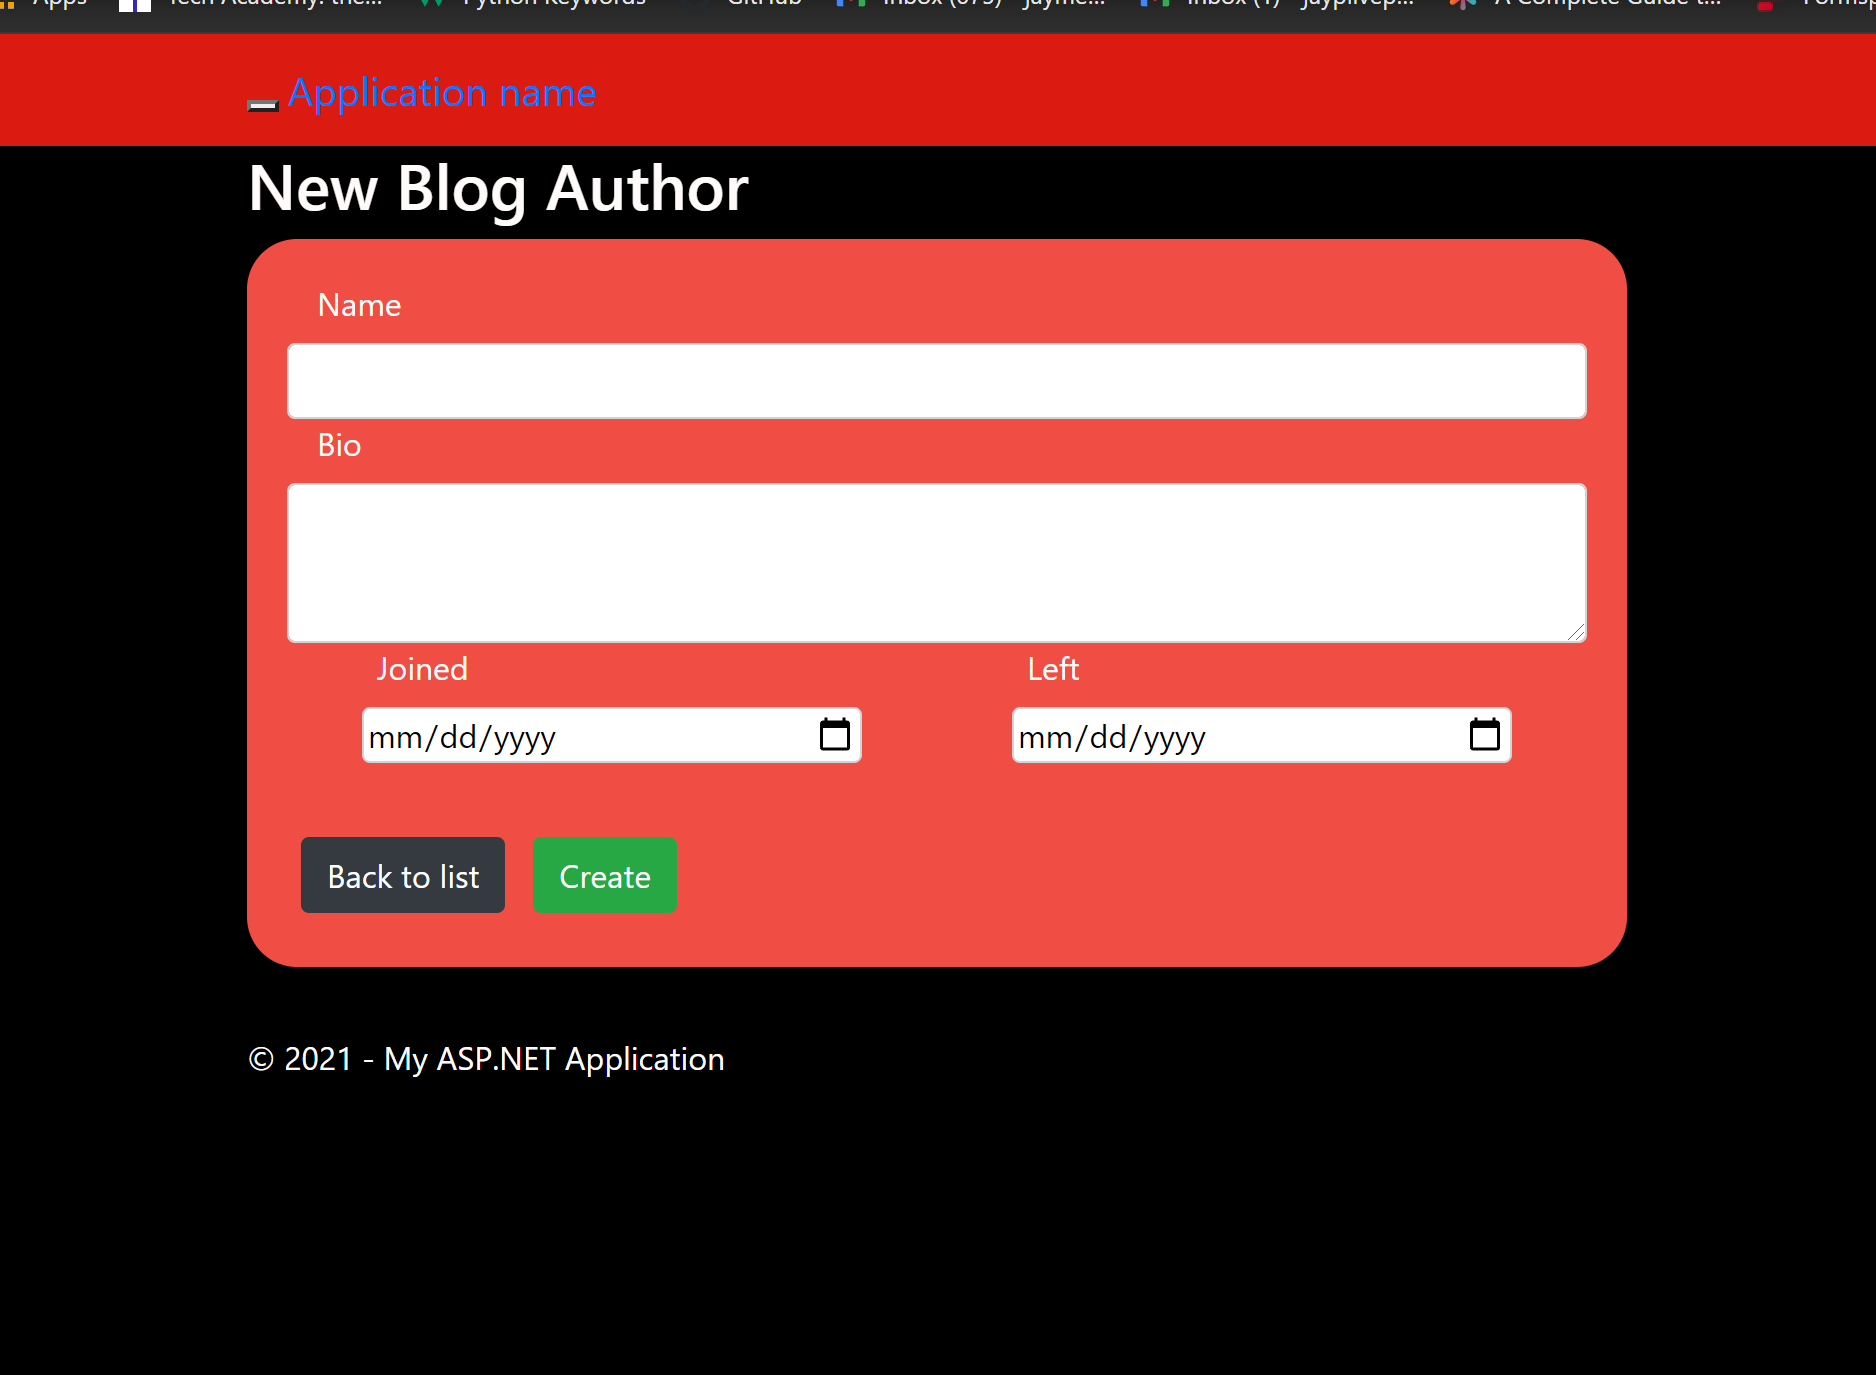 Apps Tech Academy: the... Python Keywords GitHub Inbox (675) - jayme... Inbox (1) - jayplivep... A Complete Guide t...
Application name
New Blog Author
Name
Bio
Joined Left
mm/dd/yyyy mm/dd/yyyy
Back to list Create
© 2021 - My ASP.NET Application